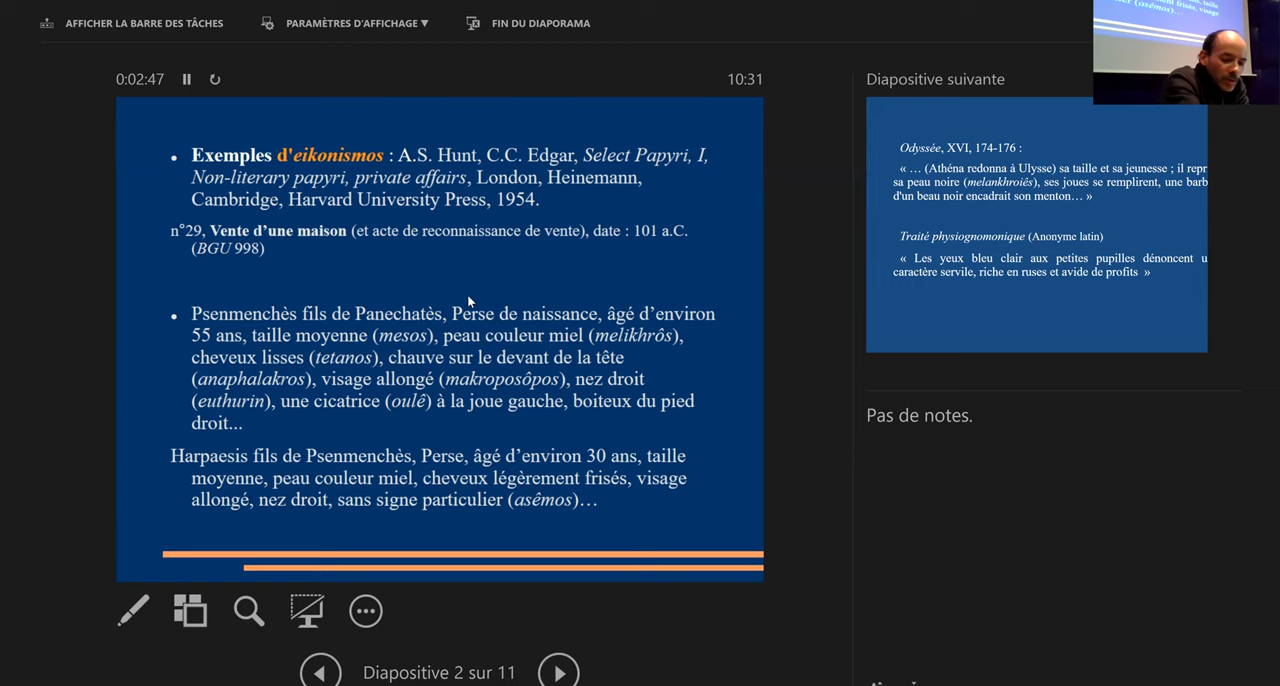 AFFICHER LA BARRE DES TÂCHES
PARAMÈTRES D'AFFICHAGE ▼
FIN DU DIAPORAMA
0:02:47
10:31
• Exemples d'eikonismos : A.S. Hunt, C.C. Edgar, Select Papyri, I,
Non-literary papyri, private affairs, London, Heinemann,
Cambridge, Harvard University Press, 1954.
n°29, Vente d’une maison (et acte de reconnaissance de vente), date : 101 a.C.
(BGU 998)
• Psenmenchès fils de Panechatès, Perse de naissance, âgé d’environ
55 ans, taille moyenne (mesos), peau couleur miel (melikhrôs),
cheveux lisses (tetanos), chauve sur le devant de la tête
(anaphalakros), visage allongé (makroposôpos), nez droit
(euthurin), une cicatrice (oulê) à la joue gauche, boiteux du pied
droit...
Harpaesis fils de Psenmenchès, Perse, âgé d’environ 30 ans, taille
moyenne, peau couleur miel, cheveux légèrement frisés, visage
allongé, nez droit, sans signe particulier (asêmos)…
Diapositive 2 sur 11
Diapositive suivante
Odyssée, XVI, 174-176 :
« … (Athéna redonna à Ulysse) sa taille et sa jeunesse ; il repr
sa peau noire (melankhroiês), ses joues se remplirent, une barb
d'un beau noir encadrait son menton… »
Traité physiognomonique (Anonyme latin)
« Les yeux bleu clair aux petites pupilles dénoncent u
caractère servile, riche en ruses et avide de profits »
Pas de notes.